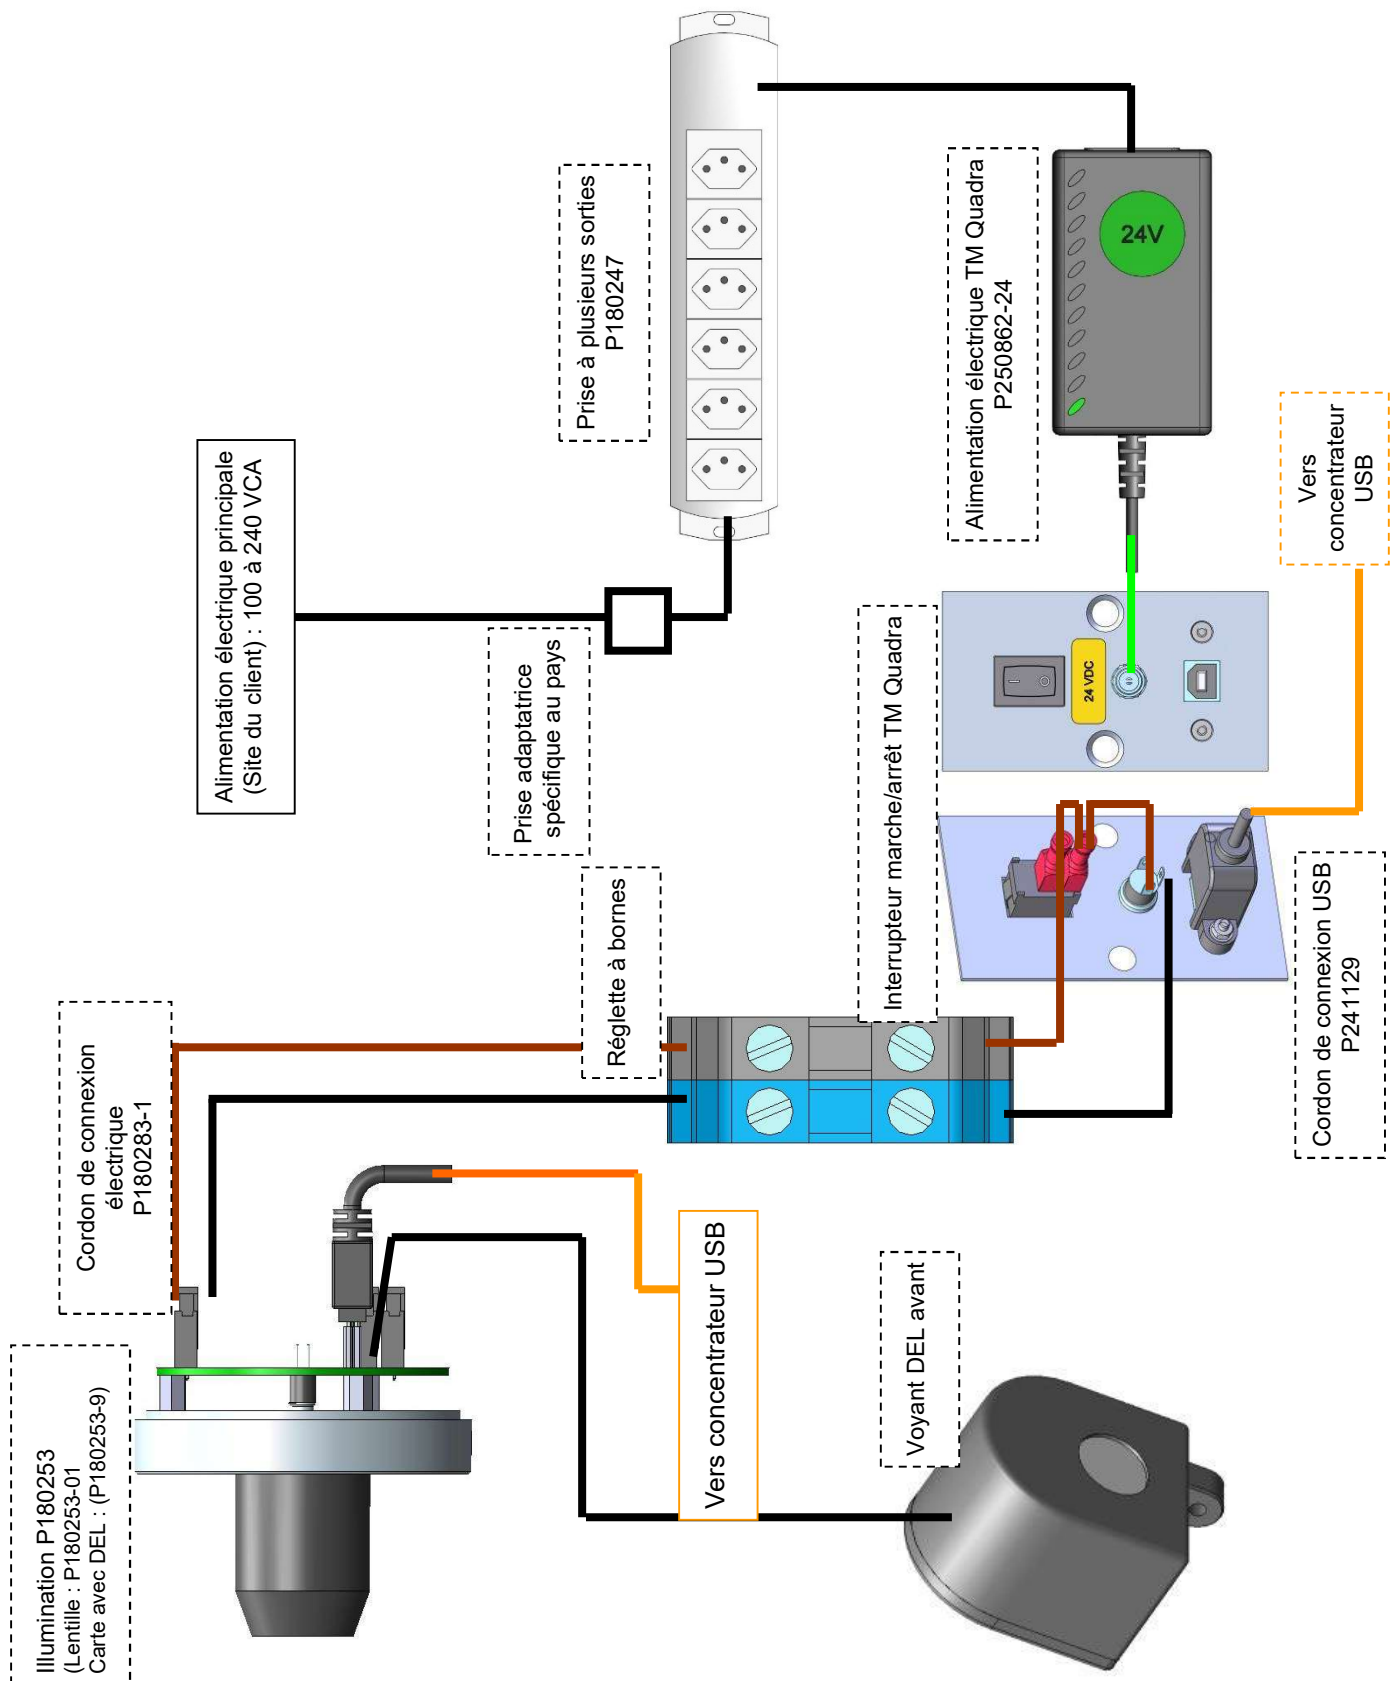 Illumination P180253
(Lentille : P180253-01
Carte avec DEL : (P180253-9)
Cordon de connexion
électrique
P180283-1
Alimentation électrique principale
(Site du client) : 100 à 240 VCA
Prise adaptatrice
spécifique au pays
Prise à plusieurs sorties
P180247
Réglette à bornes
Vers concentrateur USB
Voyant DEL avant
Interrupteur marche/arrêt TM Quadra
Alimentation électrique TM Quadra
P250862-24
24V
24 VDC
Vers
concentrateur
USB
Cordon de connexion USB
P241129